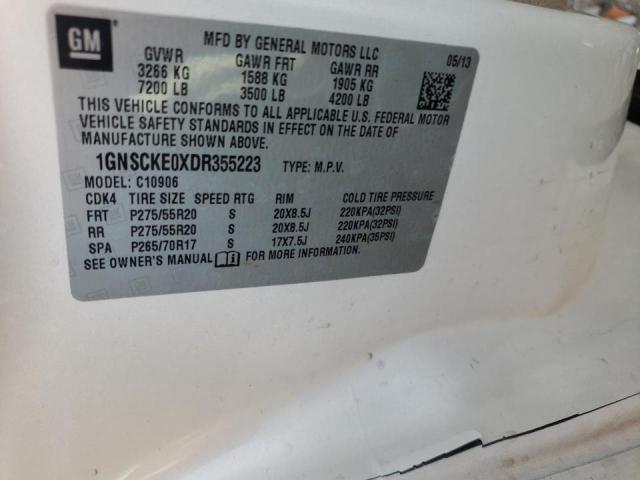 GM
MFD BY GENERAL MOTORS LLC
05/13
GVWR GAWR FRT GAWR RR
3266 KG 1588 KG 1905 KG
7200 LB 3500 LB 4200 LB
THIS VEHICLE CONFORMS TO ALL APPLICABLE U.S. FEDERAL MOTOR
VEHICLE SAFETY STANDARDS IN EFFECT ON THE DATE OF
MANUFACTURE SHOWN ABOVE.
1GNSCKE0XDR355223 TYPE: M.P.V.
MODEL: C10906
CDK4 TIRE SIZE SPEED RTG RIM COLD TIRE PRESSURE
FRT P275/55R20 S 20X8.5J 220KPA(32PSI)
RR P275/55R20 S 20X8.5J 220KPA(32PSI)
SPA P265/70R17 S 17X7.5J 240KPA(35PSI)
SEE OWNER'S MANUAL FOR MORE INFORMATION